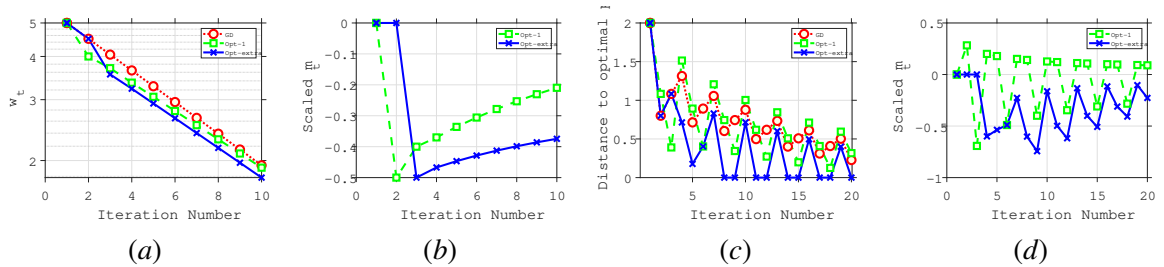 5
4
3
2
w_t
0 2 4 6 8 10
Iteration Number
GD
Opt-1
Opt-extra
(a)
0
−0.1
−0.2
−0.3
−0.4
−0.5
Scaled m_t
0 2 4 6 8 10
Iteration Number
Opt-1
Opt-extra
(b)
2
1.5
1
0.5
0
Distance to optimal
5 10 15 20
Iteration Number
GD
Opt-1
Opt-extra
(c)
0.5
0
−0.5
−1
Scaled m_t
0 5 10 15 20
Iteration Number
Opt-1
Opt-extra
(d)